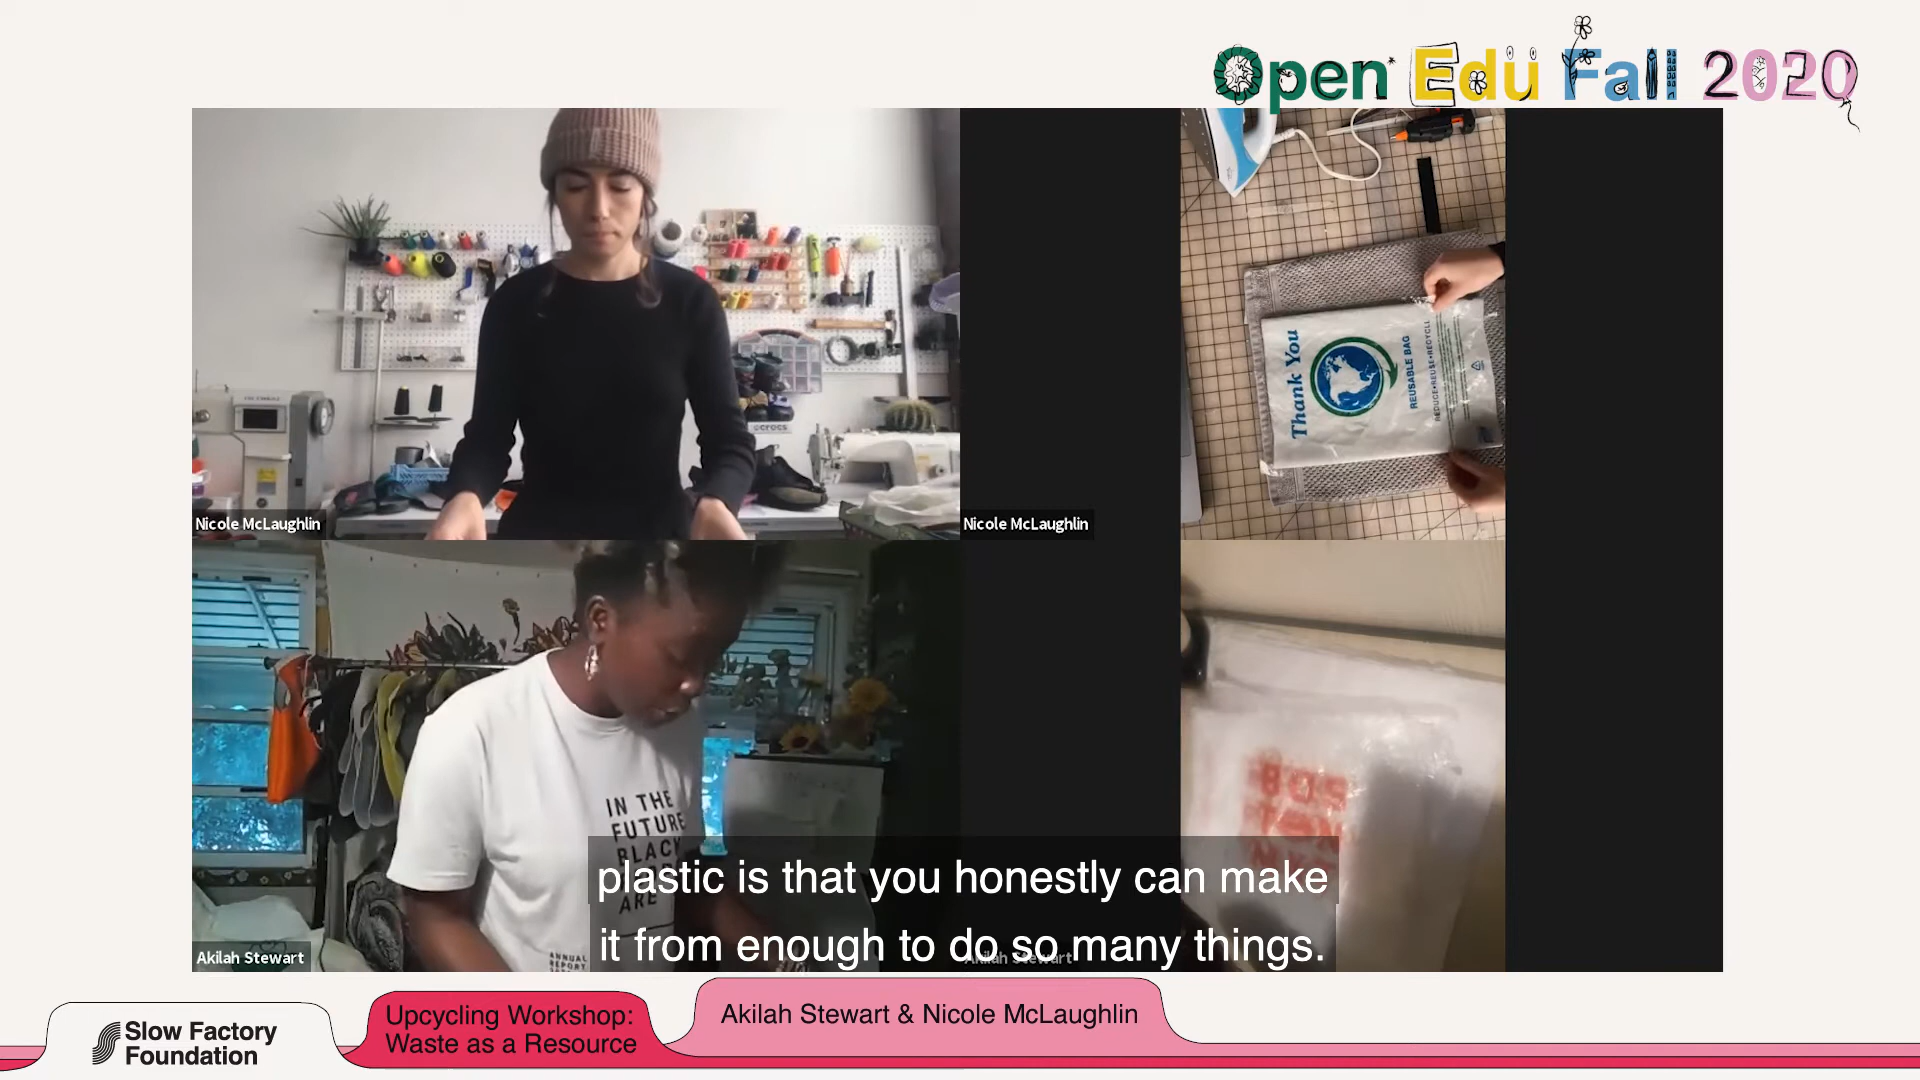 Open Edu Fall 2020
Nicole McLaughlin
Nicole McLaughlin
Thank You
REUSABLE BAG
REDUCE•REUSE•RECYCLE
crocs
IN THE
FUTURE
BLACK
ARE
ANNUAL
REPORT
plastic is that you honestly can make
it from enough to do so many things.
Akilah Stewart
Akilah Stewart
Slow Factory
Foundation
Upcycling Workshop:
Waste as a Resource
Akilah Stewart & Nicole McLaughlin